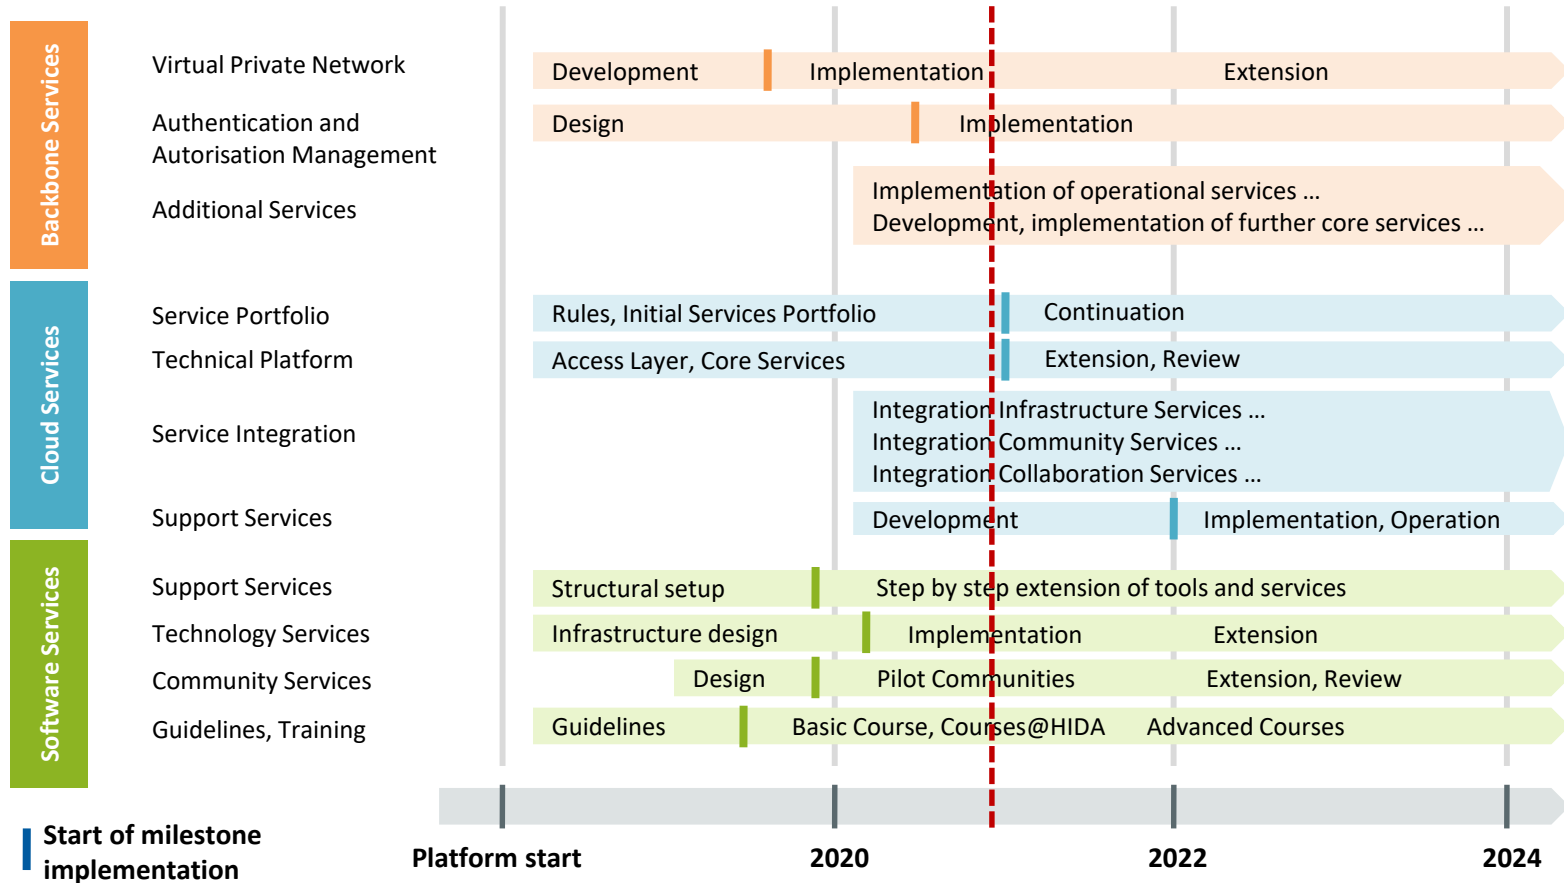 Backbone Services
Virtual Private Network
Development
Implementation
Extension
Authentication and
Autorisation Management
Design
Implementation
Additional Services
Implementation of operational services ...
Development, implementation of further core services ...
Cloud Services
Service Portfolio
Rules, Initial Services Portfolio
Continuation
Technical Platform
Access Layer, Core Services
Extension, Review
Service Integration
Integration Infrastructure Services ...
Integration Community Services ...
Integration Collaboration Services ...
Support Services
Development
Implementation, Operation
Software Services
Support Services
Structural setup
Step by step extension of tools and services
Technology Services
Infrastructure design
Implementation
Extension
Community Services
Design
Pilot Communities
Extension, Review
Guidelines, Training
Guidelines
Basic Course, Courses@HIDA
Advanced Courses
Start of milestone
implementation
Platform start
2020
2022
2024